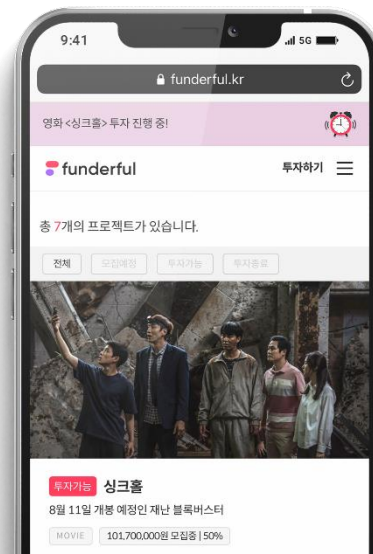 9:41
5G
funderful.kr
영화 <싱크홀> 투자 진행 중!
funderful
투자하기
총 7개의 프로젝트가 있습니다.
전체 모집예정 투자가능 투자종료
투자가능 싱크홀
8월 11일 개봉 예정인 재난 블록버스터
MOVIE 101,700,000원 모집중 | 50%